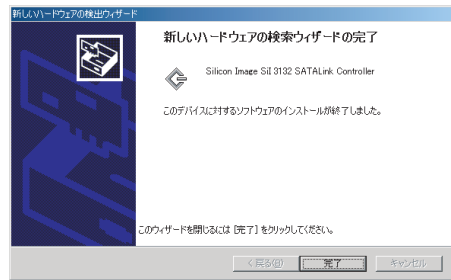 新しいハードウェアの検出ウィザード
新しいハードウェアの検索ウィザードの完了
Silicon Image SiI 3132 SATALink Controller
このデバイスに対するソフトウェアのインストールが終了しました。
このウィザードを閉じるには [完了] をクリックしてください。
< 戻る(B)
完了
キャンセル